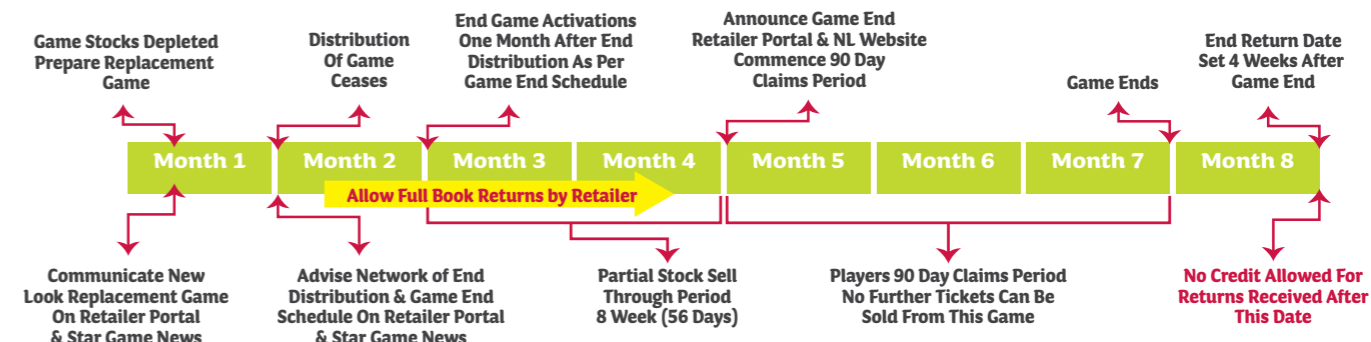 Game Stocks Depleted
Prepare Replacement
Game
Distribution
Of Game
Ceases
End Game Activations
One Month After End
Distribution As Per
Game End Schedule
Announce Game End
Retailer Portal & NL Website
Commence 90 Day
Claims Period
Game Ends
End Return Date
Set 4 Weeks After
Game End
Month 1
Month 2
Month 3
Month 4
Month 5
Month 6
Month 7
Month 8
Allow Full Book Returns by Retailer
Communicate New
Look Replacement Game
On Retailer Portal
& Star Game News
Advise Network of End
Distribution & Game End
Schedule On Retailer Portal
& Star Game News
Partial Stock Sell
Through Period
8 Week (56 Days)
Players 90 Day Claims Period
No Further Tickets Can Be
Sold From This Game
No Credit Allowed For
Returns Received After
This Date